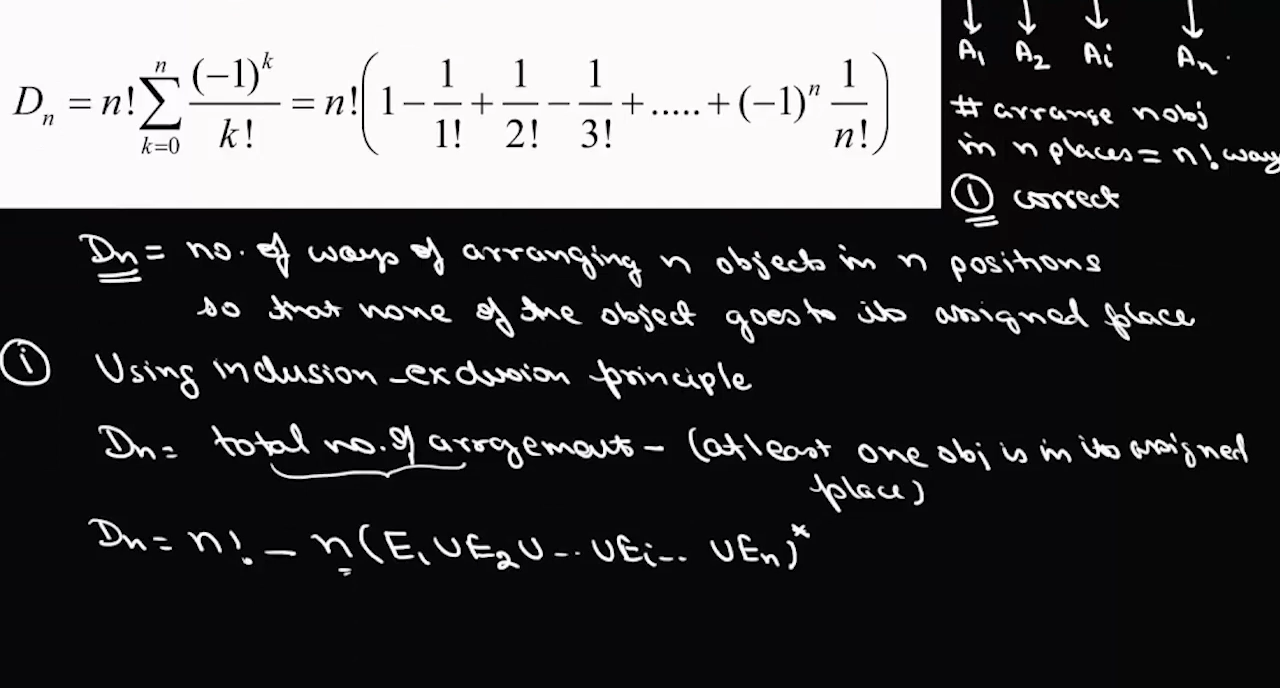 D_n = n! \sum_{k=0}^{n} \frac{(-1)^k}{k!} = n! \left( 1 - \frac{1}{1!} + \frac{1}{2!} - \frac{1}{3!} + ..... + (-1)^n \frac{1}{n!} \right)
↓ ↓ ↓ ↓
A1 A2 Ai An.
# arrange n obj
in n places = n! way
① correct
Dn = no. of ways of arranging n objects in n positions
so that none of the object goes to its assigned place
① Using inclusion-exclusion principle
Dn = total no. of arrgements - (atleast one obj is in its assigned
place)
Dn = n! - n(E1 ∪ E2 ∪ -.. ∪ Ei -.. ∪ En)*